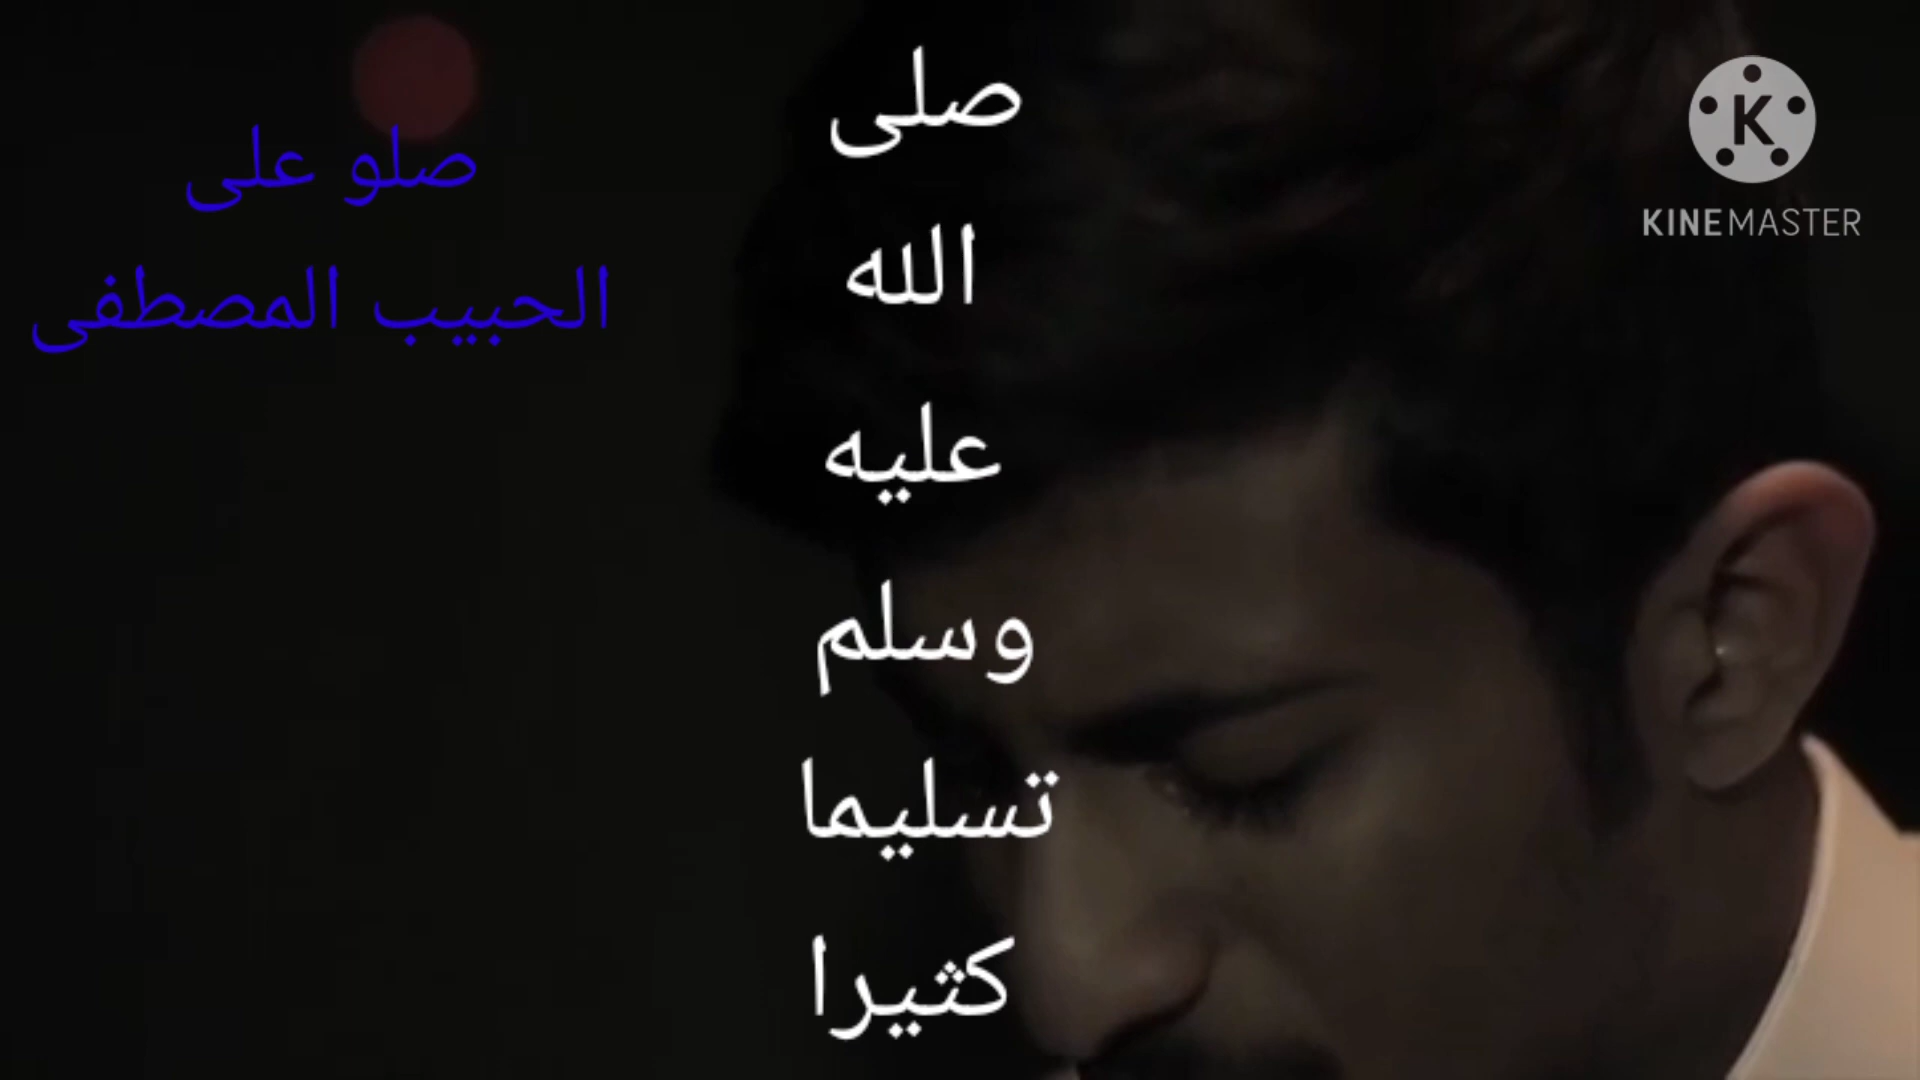 صلو على
الحبيب المصطفى
صلى
الله
عليه
وسلم
تسليما
كثيرا
K
KINEMASTER